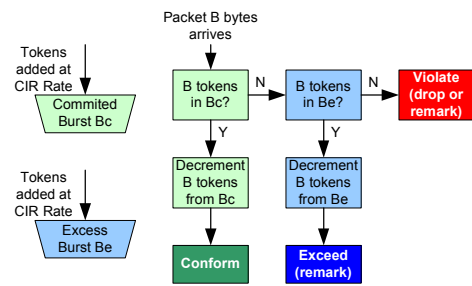 Packet B bytes
arrives
Tokens
added at
CIR Rate
Commited
Burst Bc
B tokens
in Bc?
N
B tokens
in Be?
N
Violate
(drop or
remark)
Y
Y
Tokens
added at
CIR Rate
Excess
Burst Be
Decrement
B tokens
from Bc
Decrement
B tokens
from Be
Conform
Exceed
(remark)